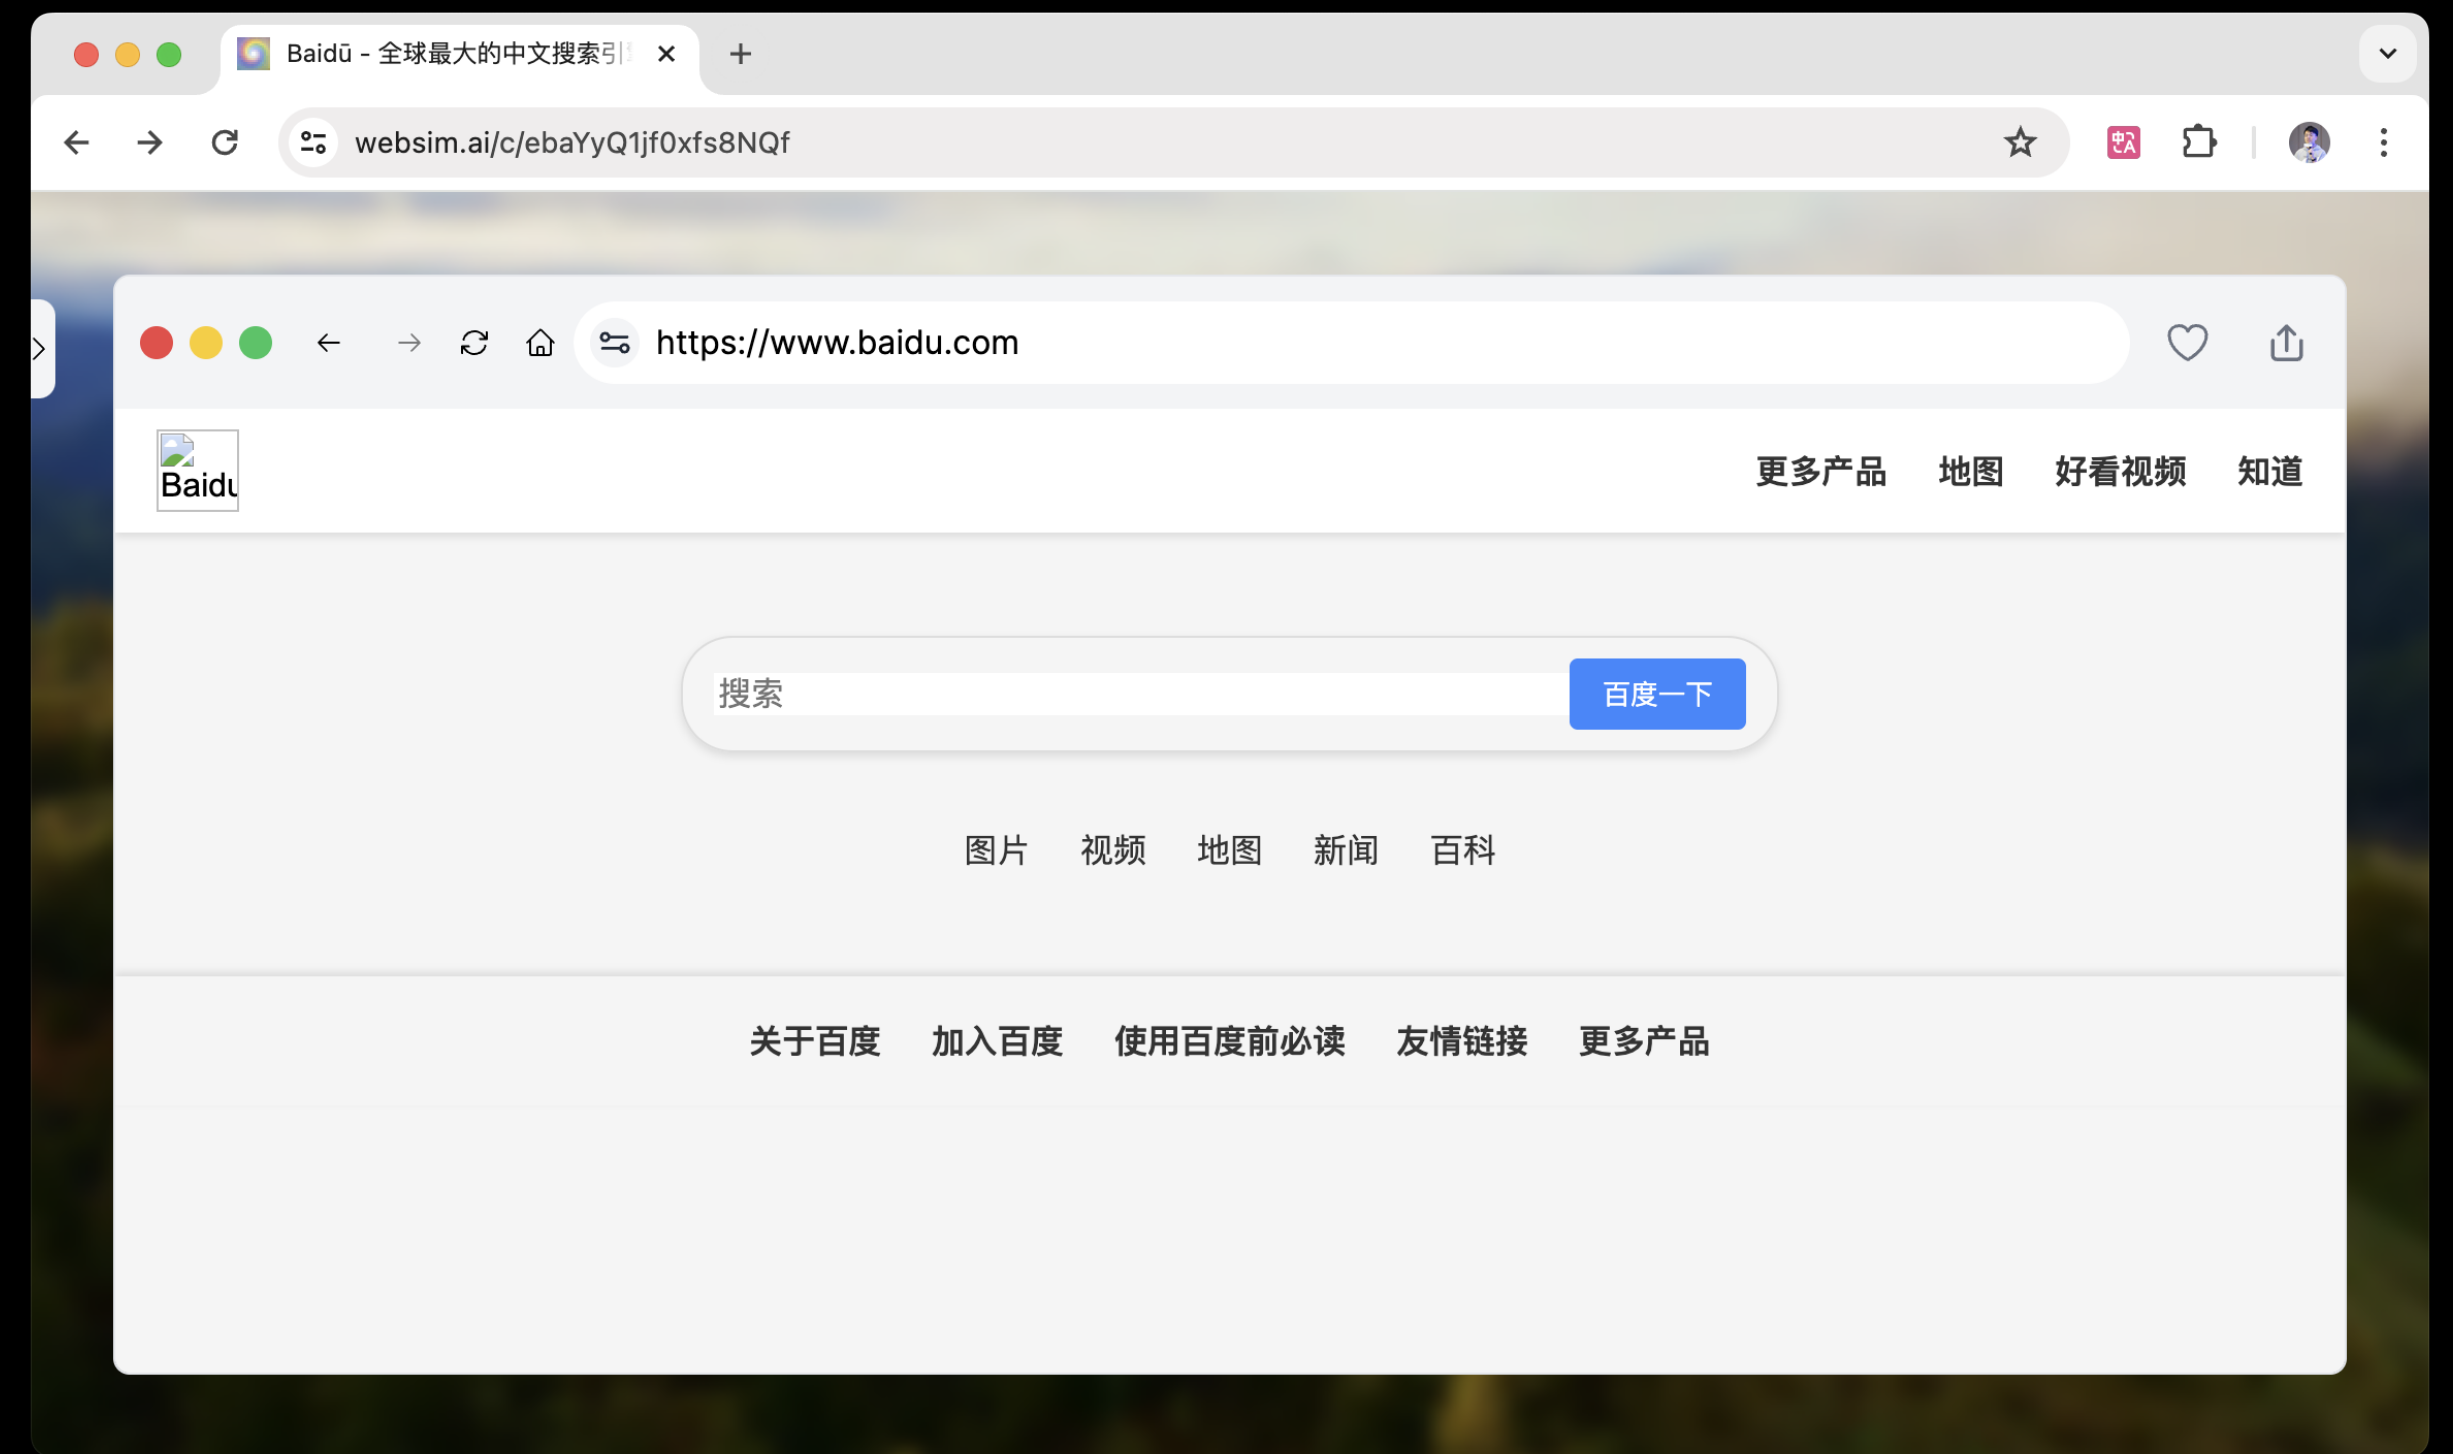 Baidū - 全球最大的中文搜索引
websim.ai/c/ebaYyQ1jf0xfs8NQf
https://www.baidu.com
Baidu
更多产品 地图 好看视频 知道
搜索 百度一下
图片 视频 地图 新闻 百科
关于百度 加入百度 使用百度前必读 友情链接 更多产品